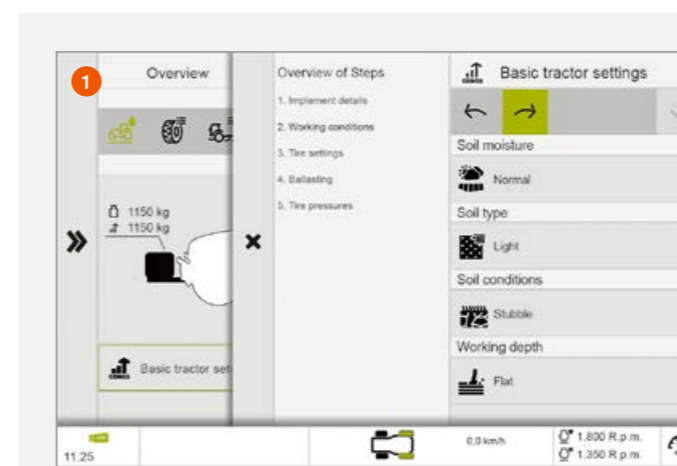 1
Overview
1150 kg
1150 kg
Basic tractor set
Overview of Steps
1. Implement details
2. Working conditions
3. Tire settings
4. Ballasting
5. Tire pressures
Basic tractor settings
Soil moisture
Normal
Soil type
Light
Soil conditions
Stubble
Working depth
Flat
11.25
0,0 km/h
1.800 R.p.m.
1.350 R.p.m.